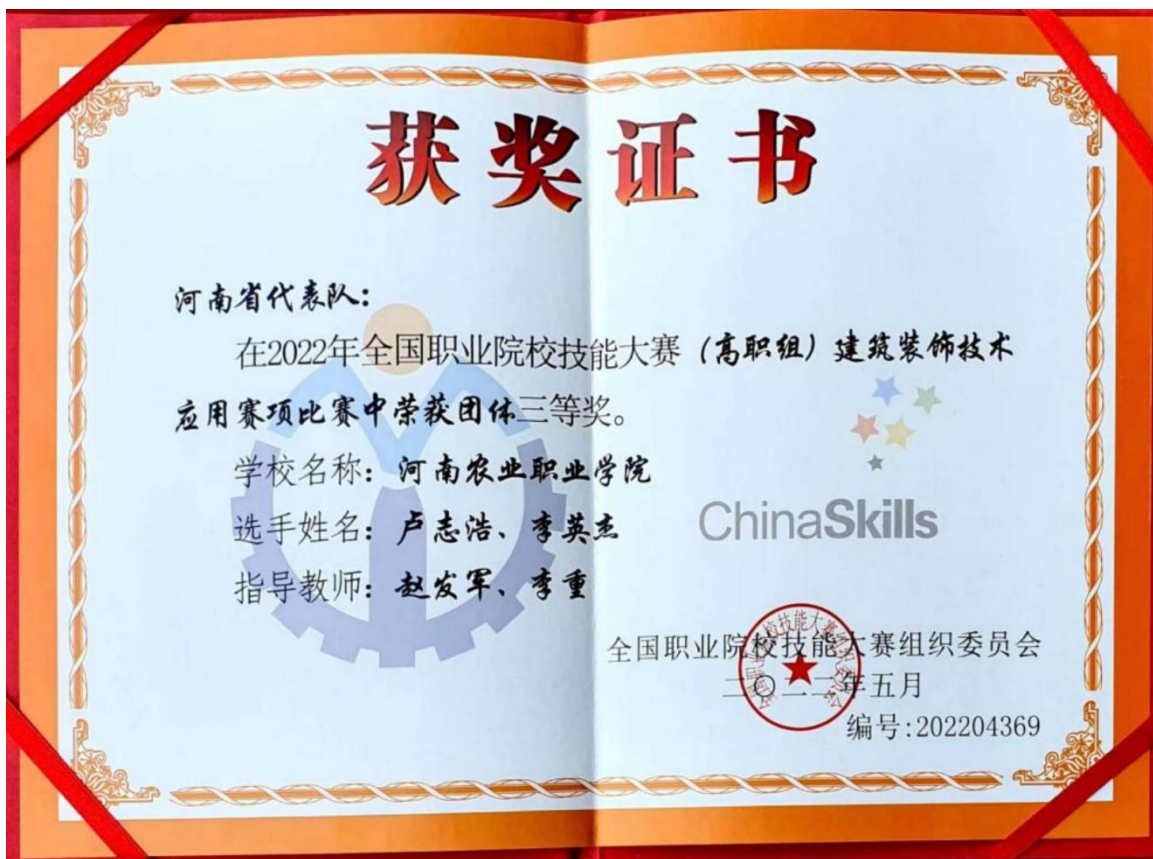 获奖证书
河南省代表队：
在2022年全国职业院校技能大赛（高职组）建筑装饰技术
应用赛项比赛中荣获团体三等奖。
学校名称：河南农业职业学院
选手姓名：卢志浩、李英杰
指导教师：赵发军、李重
ChinaSkills
全国职业院校技能大赛组织委员会
二〇二二年五月
编号:202204369